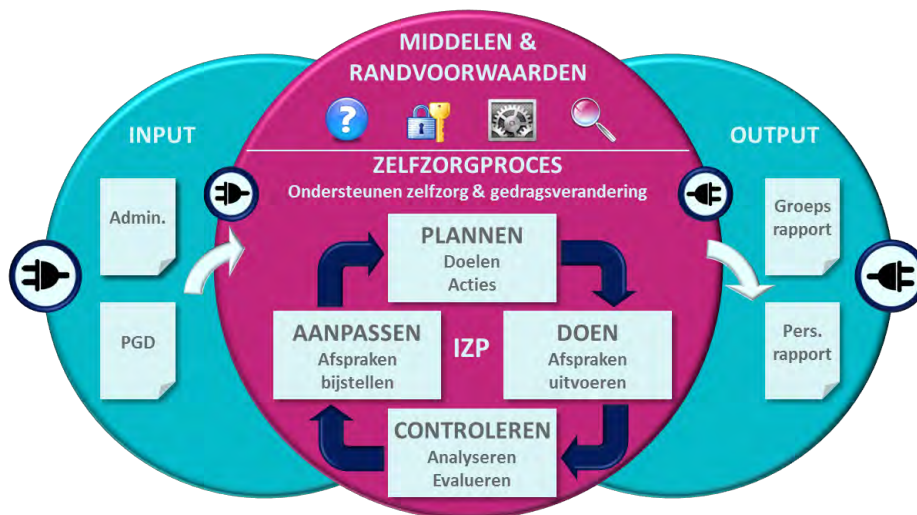 MIDDELEN &
RANDVOORWAARDEN
?
INPUT
OUTPUT
ZELFZORGPROCES
Ondersteunen zelfzorg & gedragsverandering
Admin.
PGD
PLANNEN
Doelen
Acties
AANPASSEN
Afspraken
bijstellen
IZP
DOEN
Afspraken
uitvoeren
CONTROLEREN
Analyseren
Evalueren
Groeps
rapport
Pers.
rapport